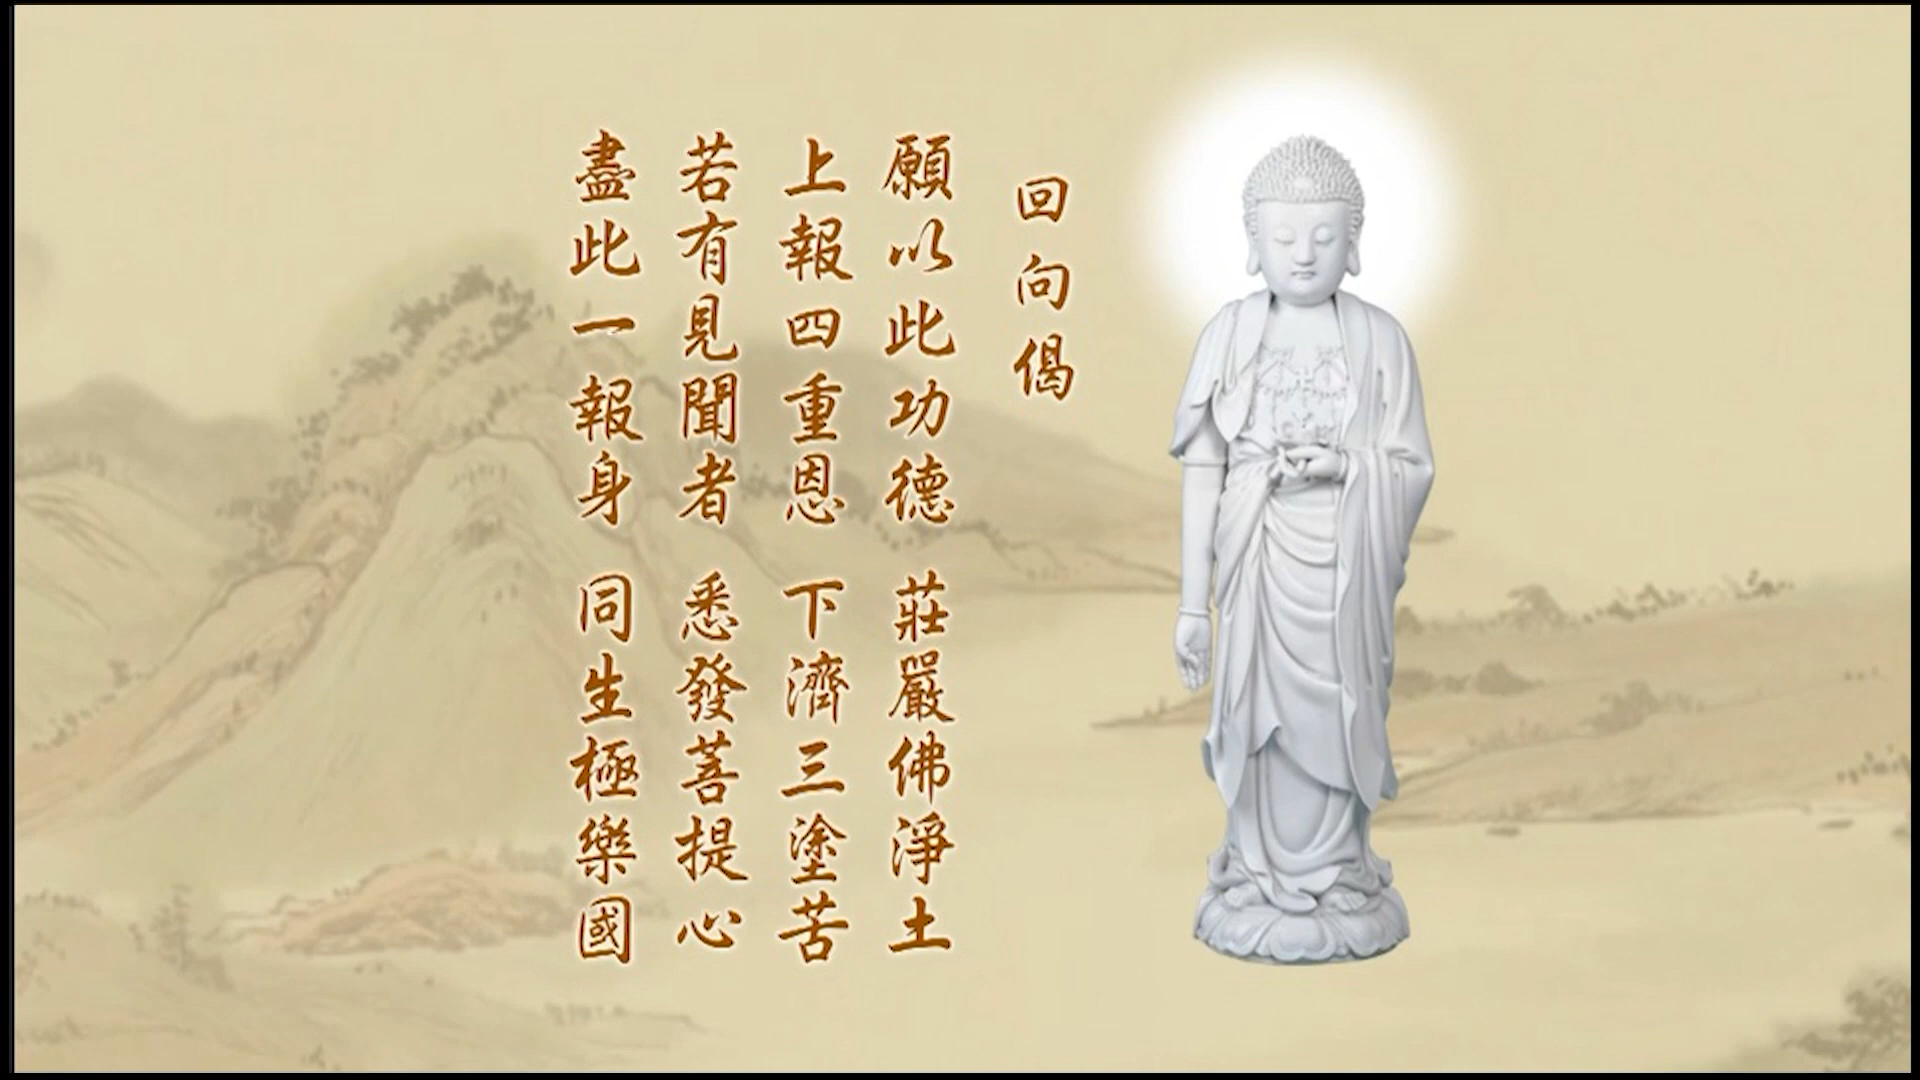 回向偈
願以此功德 莊嚴佛淨土
上報四重恩 下濟三塗苦
若有見聞者 悉發菩提心
盡此一報身 同生極樂國